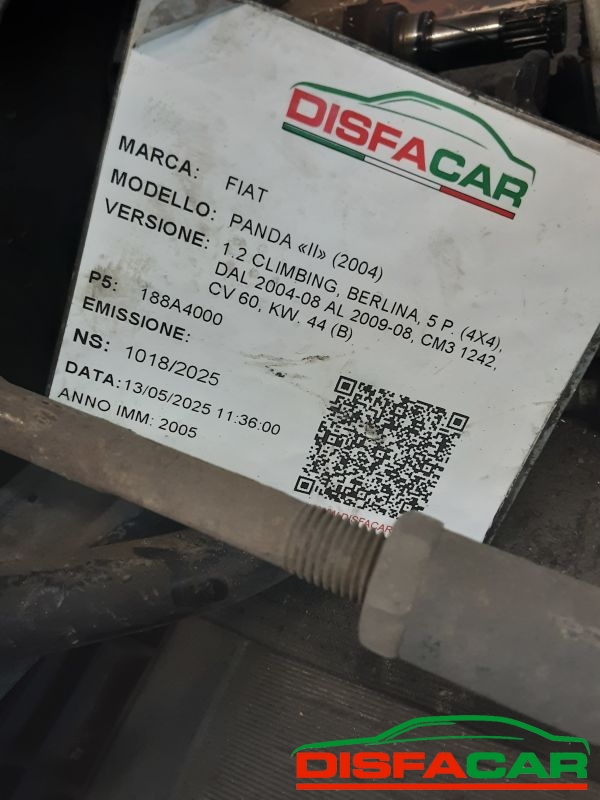 DISFACAR
MARCA: FIAT
MODELLO: PANDA «II» (2004)
VERSIONE: 1.2 CLIMBING, BERLINA, 5 P. (4X4),
DAL 2004-08 AL 2009-08, CM3 1242,
CV 60, KW. 44 (B)
P5: 188A4000
EMISSIONE:
NS: 1018/2025
DATA: 13/05/2025 11:36:00
ANNO IMM: 2005
DISFACAR
DISFACAR